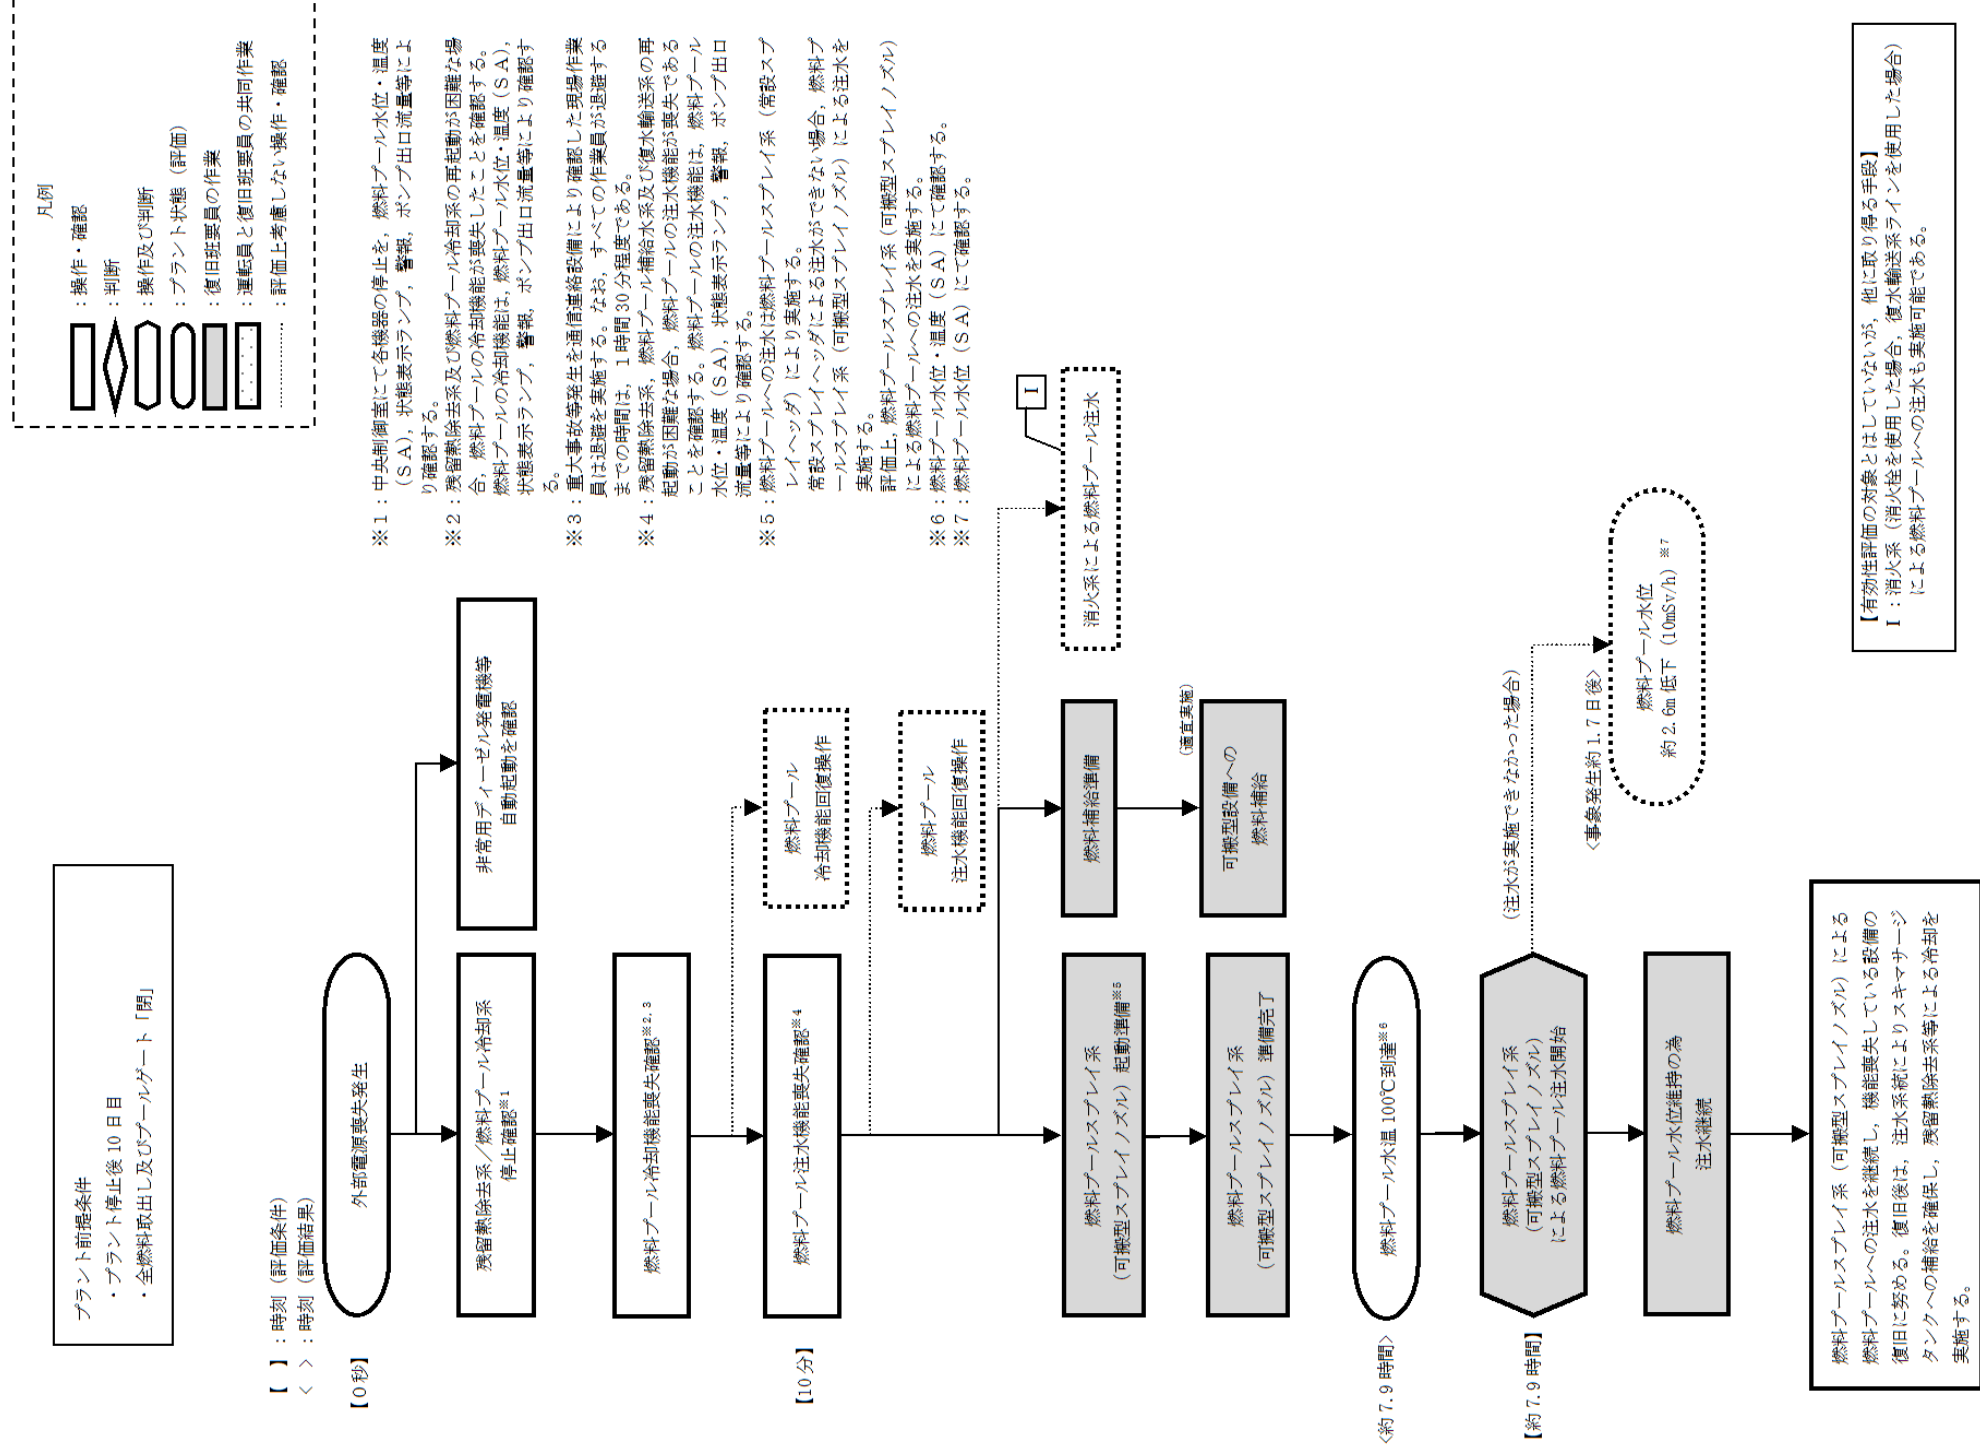 プラント前提条件
・プラント停止後10日目
・全燃料取出し及びプールゲート「閉」
【 】:時刻（評価条件）
< >:時刻（評価結果）
【0秒】
外部電源喪失発生
非常用ディーゼル発電機等
自動起動を確認
残留熱除去系／燃料プール冷却系
停止確認※1
燃料プール冷却機能喪失確認※2,3
燃料プール
冷却機能回復操作
【10分】
燃料プール注水機能喪失確認※4
燃料プール
注水機能回復操作
燃料プールスプレイ系
（可搬型スプレイノズル）起動準備※5
燃料補給準備
消火系による燃料プール注水
I
燃料プールスプレイ系
（可搬型スプレイノズル）準備完了
可搬型設備への
燃料補給
（適宜実施）
<約7.9時間>
燃料プール水温100℃到達※6
【約7.9時間】
燃料プールスプレイ系
（可搬型スプレイノズル）
による燃料プール注水開始
（注水が実施できなかった場合）
<事象発生約1.7日後>
燃料プール水位
約2.6m低下（10mSv/h）※7
燃料プール水位維持の為
注水継続
燃料プールスプレイ系（可搬型スプレイノズル）による
燃料プールへの注水を継続し，機能喪失している設備の
復旧に努める。復旧後は，注水系統によりスキマサージ
タンクへの補給を確保し，残留熱除去系等による冷却を
実施する。
凡例
:操作・確認
:判断
:操作及び判断
:プラント状態（評価）
:復旧班要員の作業
:運転員と復旧班要員の共同作業
:評価上考慮しない操作・確認
※1:中央制御室にて各機器の停止を，燃料プール水位・温度
（SA），状態表示ランプ，警報，ポンプ出口流量等によ
り確認する。
※2:残留熱除去系及び燃料プール冷却系の再起動が困難な場
合，燃料プールの冷却機能が喪失したことを確認する。
燃料プールの冷却機能は，燃料プール水位・温度（SA），
状態表示ランプ，警報，ポンプ出口流量等により確認す
る。
※3:重大事故等発生を通信連絡設備により確認した現場作業
員は退避を実施する。なお，すべての作業員が退避する
までの時間は，1時間30分程度である。
※4:残留熱除去系，燃料プール補給水系及び復水輸送系の再
起動が困難な場合，燃料プールの注水機能が喪失である
ことを確認する。燃料プールの注水機能は，燃料プール
水位・温度（SA），状態表示ランプ，警報，ポンプ出口
流量等により確認する。
※5:燃料プールへの注水は燃料プールスプレイ系（常設スプ
レイヘッダ）により実施する。
常設スプレイヘッダによる注水ができない場合，燃料プ
ールスプレイ系（可搬型スプレイノズル）による注水を
実施する。
評価上，燃料プールスプレイ系（可搬型スプレイノズル）
による燃料プールへの注水を実施する。
※6:燃料プール水位・温度（SA）にて確認する。
※7:燃料プール水位（SA）にて確認する。
【有効性評価の対象とはしていないが，他に取り得る手段】
I:消火系（消火栓を使用した場合，復水輸送系ラインを使用した場合）
による燃料プールへの注水も実施可能である。